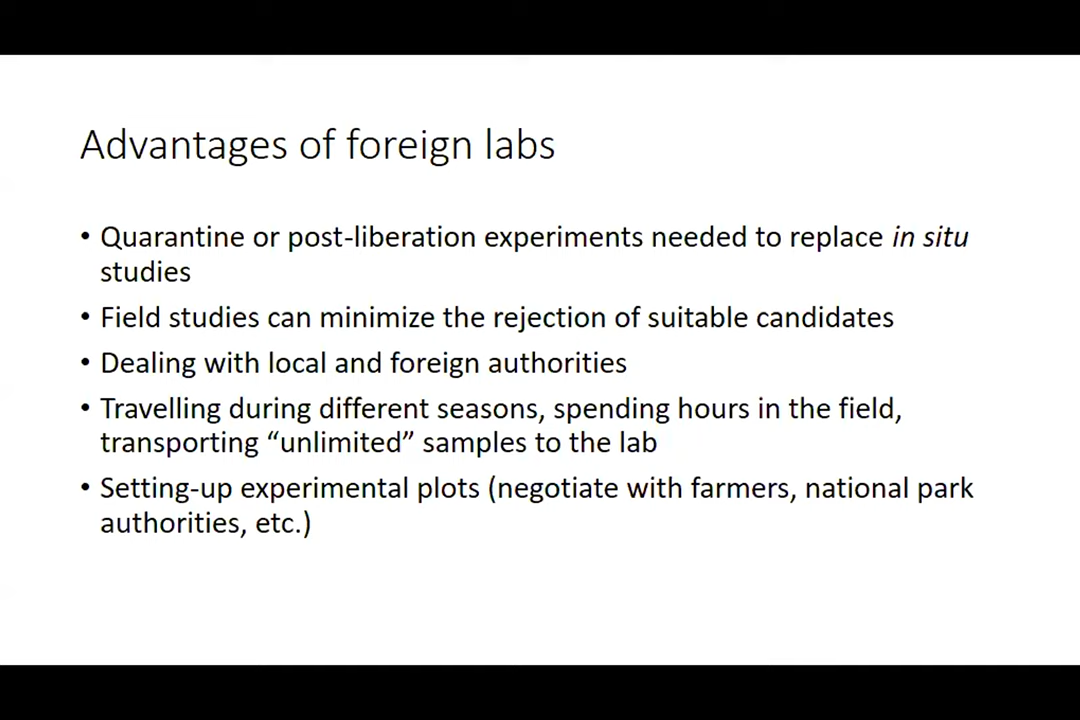 Advantages of foreign labs
• Quarantine or post-liberation experiments needed to replace in situ
studies
• Field studies can minimize the rejection of suitable candidates
• Dealing with local and foreign authorities
• Travelling during different seasons, spending hours in the field,
transporting “unlimited” samples to the lab
• Setting-up experimental plots (negotiate with farmers, national park
authorities, etc.)